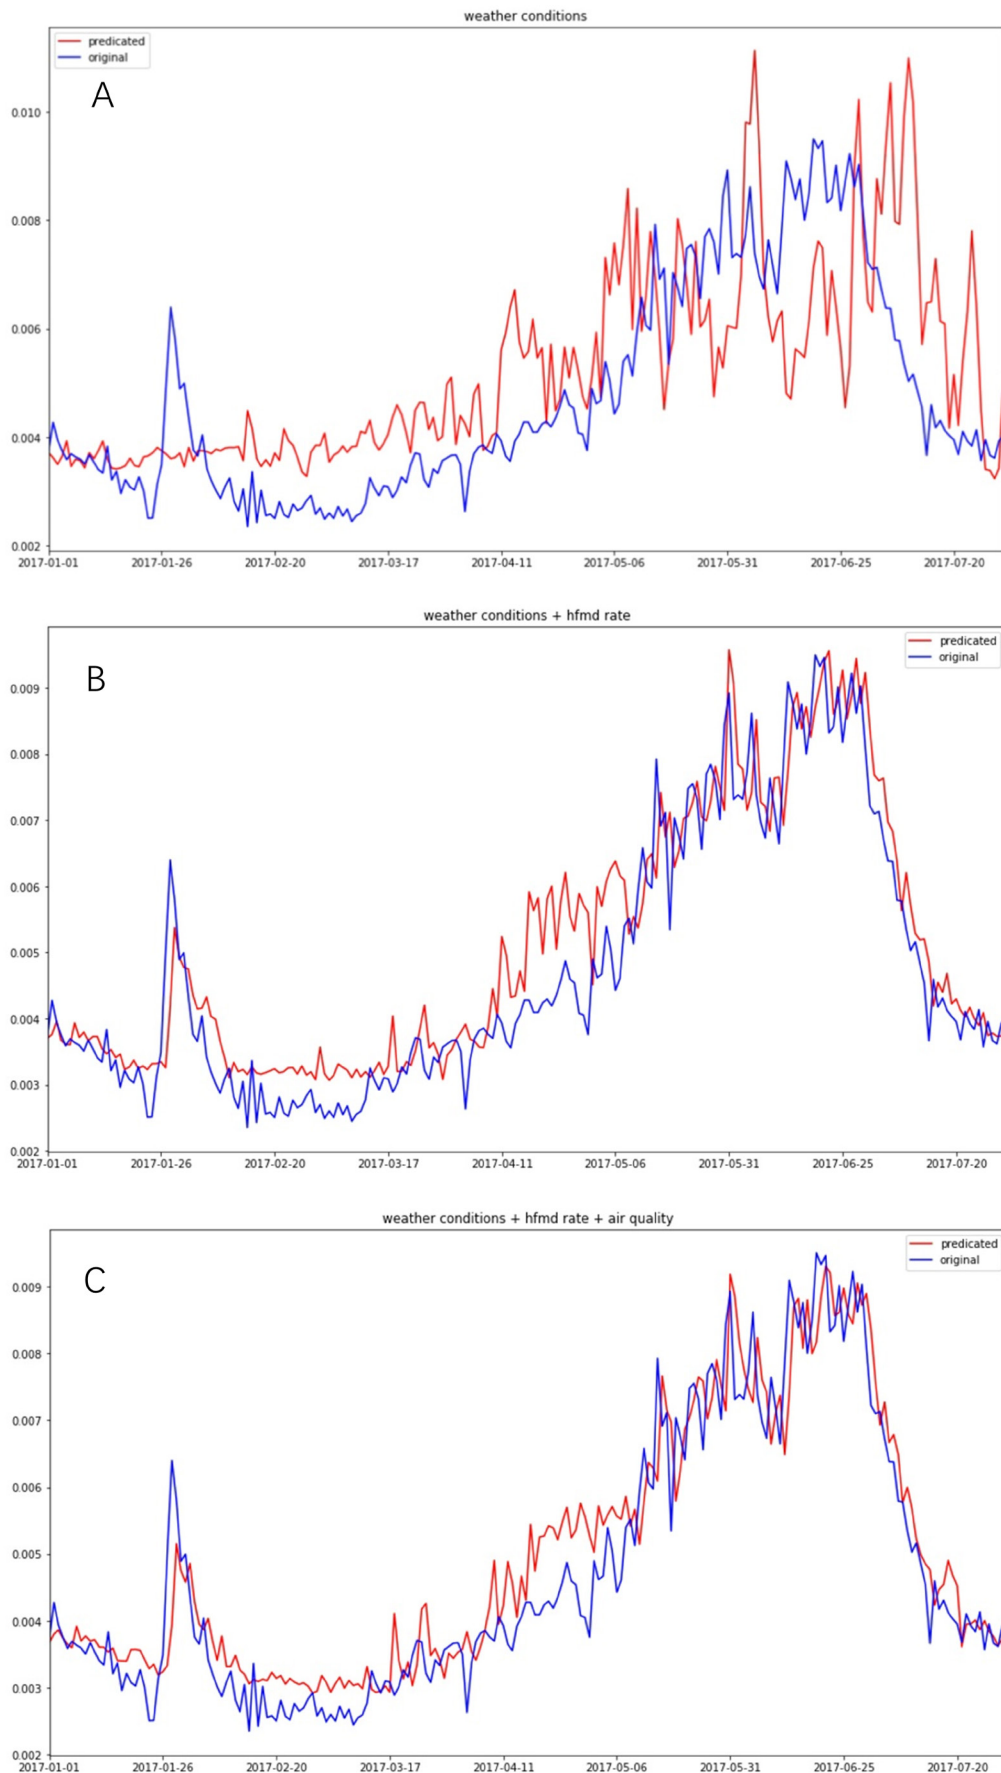 weather conditions
predicated
original
A
0.010
0.008
0.006
0.004
0.002
2017-01-01 2017-01-26 2017-02-20 2017-03-17 2017-04-11 2017-05-06 2017-05-31 2017-06-25 2017-07-20
weather conditions + hfmd rate
predicated
original
B
0.009
0.008
0.007
0.006
0.005
0.004
0.003
0.002
2017-01-01 2017-01-26 2017-02-20 2017-03-17 2017-04-11 2017-05-06 2017-05-31 2017-06-25 2017-07-20
weather conditions + hfmd rate + air quality
predicated
original
C
0.009
0.008
0.007
0.006
0.005
0.004
0.003
0.002
2017-01-01 2017-01-26 2017-02-20 2017-03-17 2017-04-11 2017-05-06 2017-05-31 2017-06-25 2017-07-20